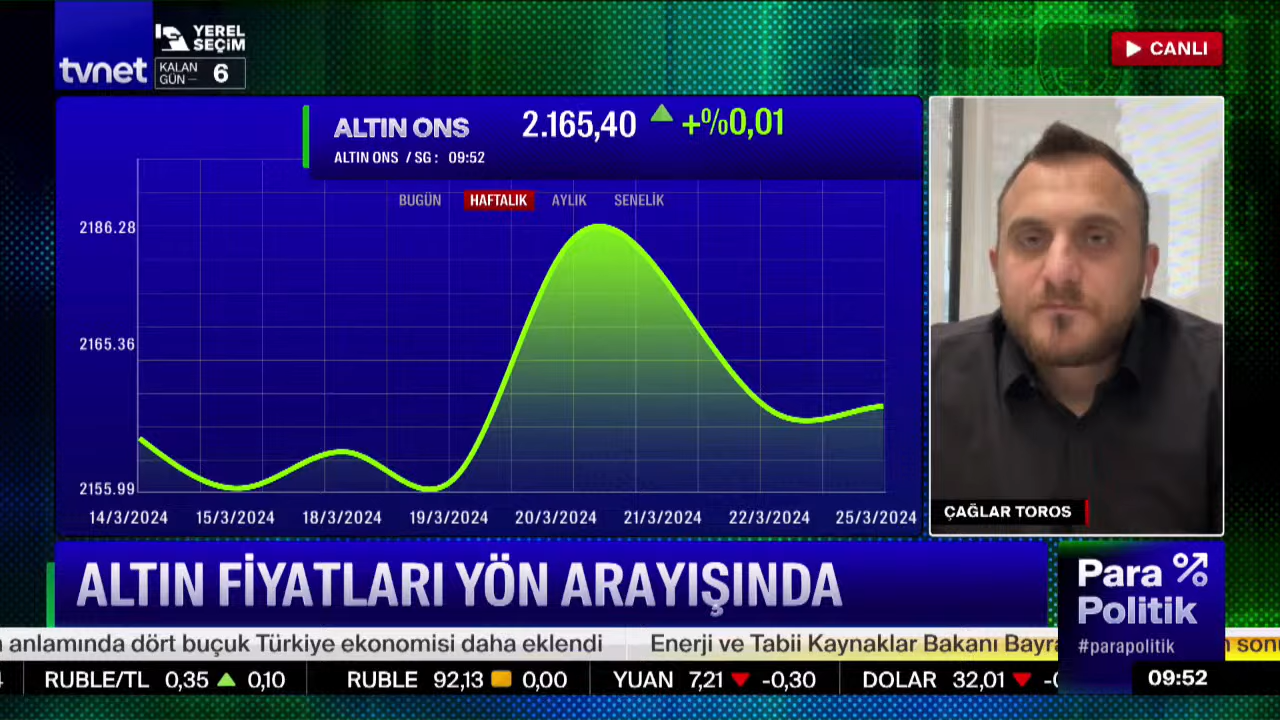 tvnet
YEREL
SEÇİM
KALAN
GÜN
6
CANLI
ALTIN ONS
2.165,40
+%0,01
ALTIN ONS / SG : 09:52
BUGÜN
HAFTALIK
AYLIK
SENELİK
2186.28
2165.36
2155.99
14/3/2024
15/3/2024
18/3/2024
19/3/2024
20/3/2024
21/3/2024
22/3/2024
25/3/2024
ÇAĞLAR TOROS
ALTIN FİYATLARI YÖN ARAYIŞINDA
Para %
Politik
#parapolitik
anlamında dört buçuk Türkiye ekonomisi daha eklendi
Enerji ve Tabii Kaynaklar Bakanı
RUBLE/TL 0,35 0,10
RUBLE 92,13 0,00
YUAN 7,21 -0,30
DOLAR 32,01
09:52